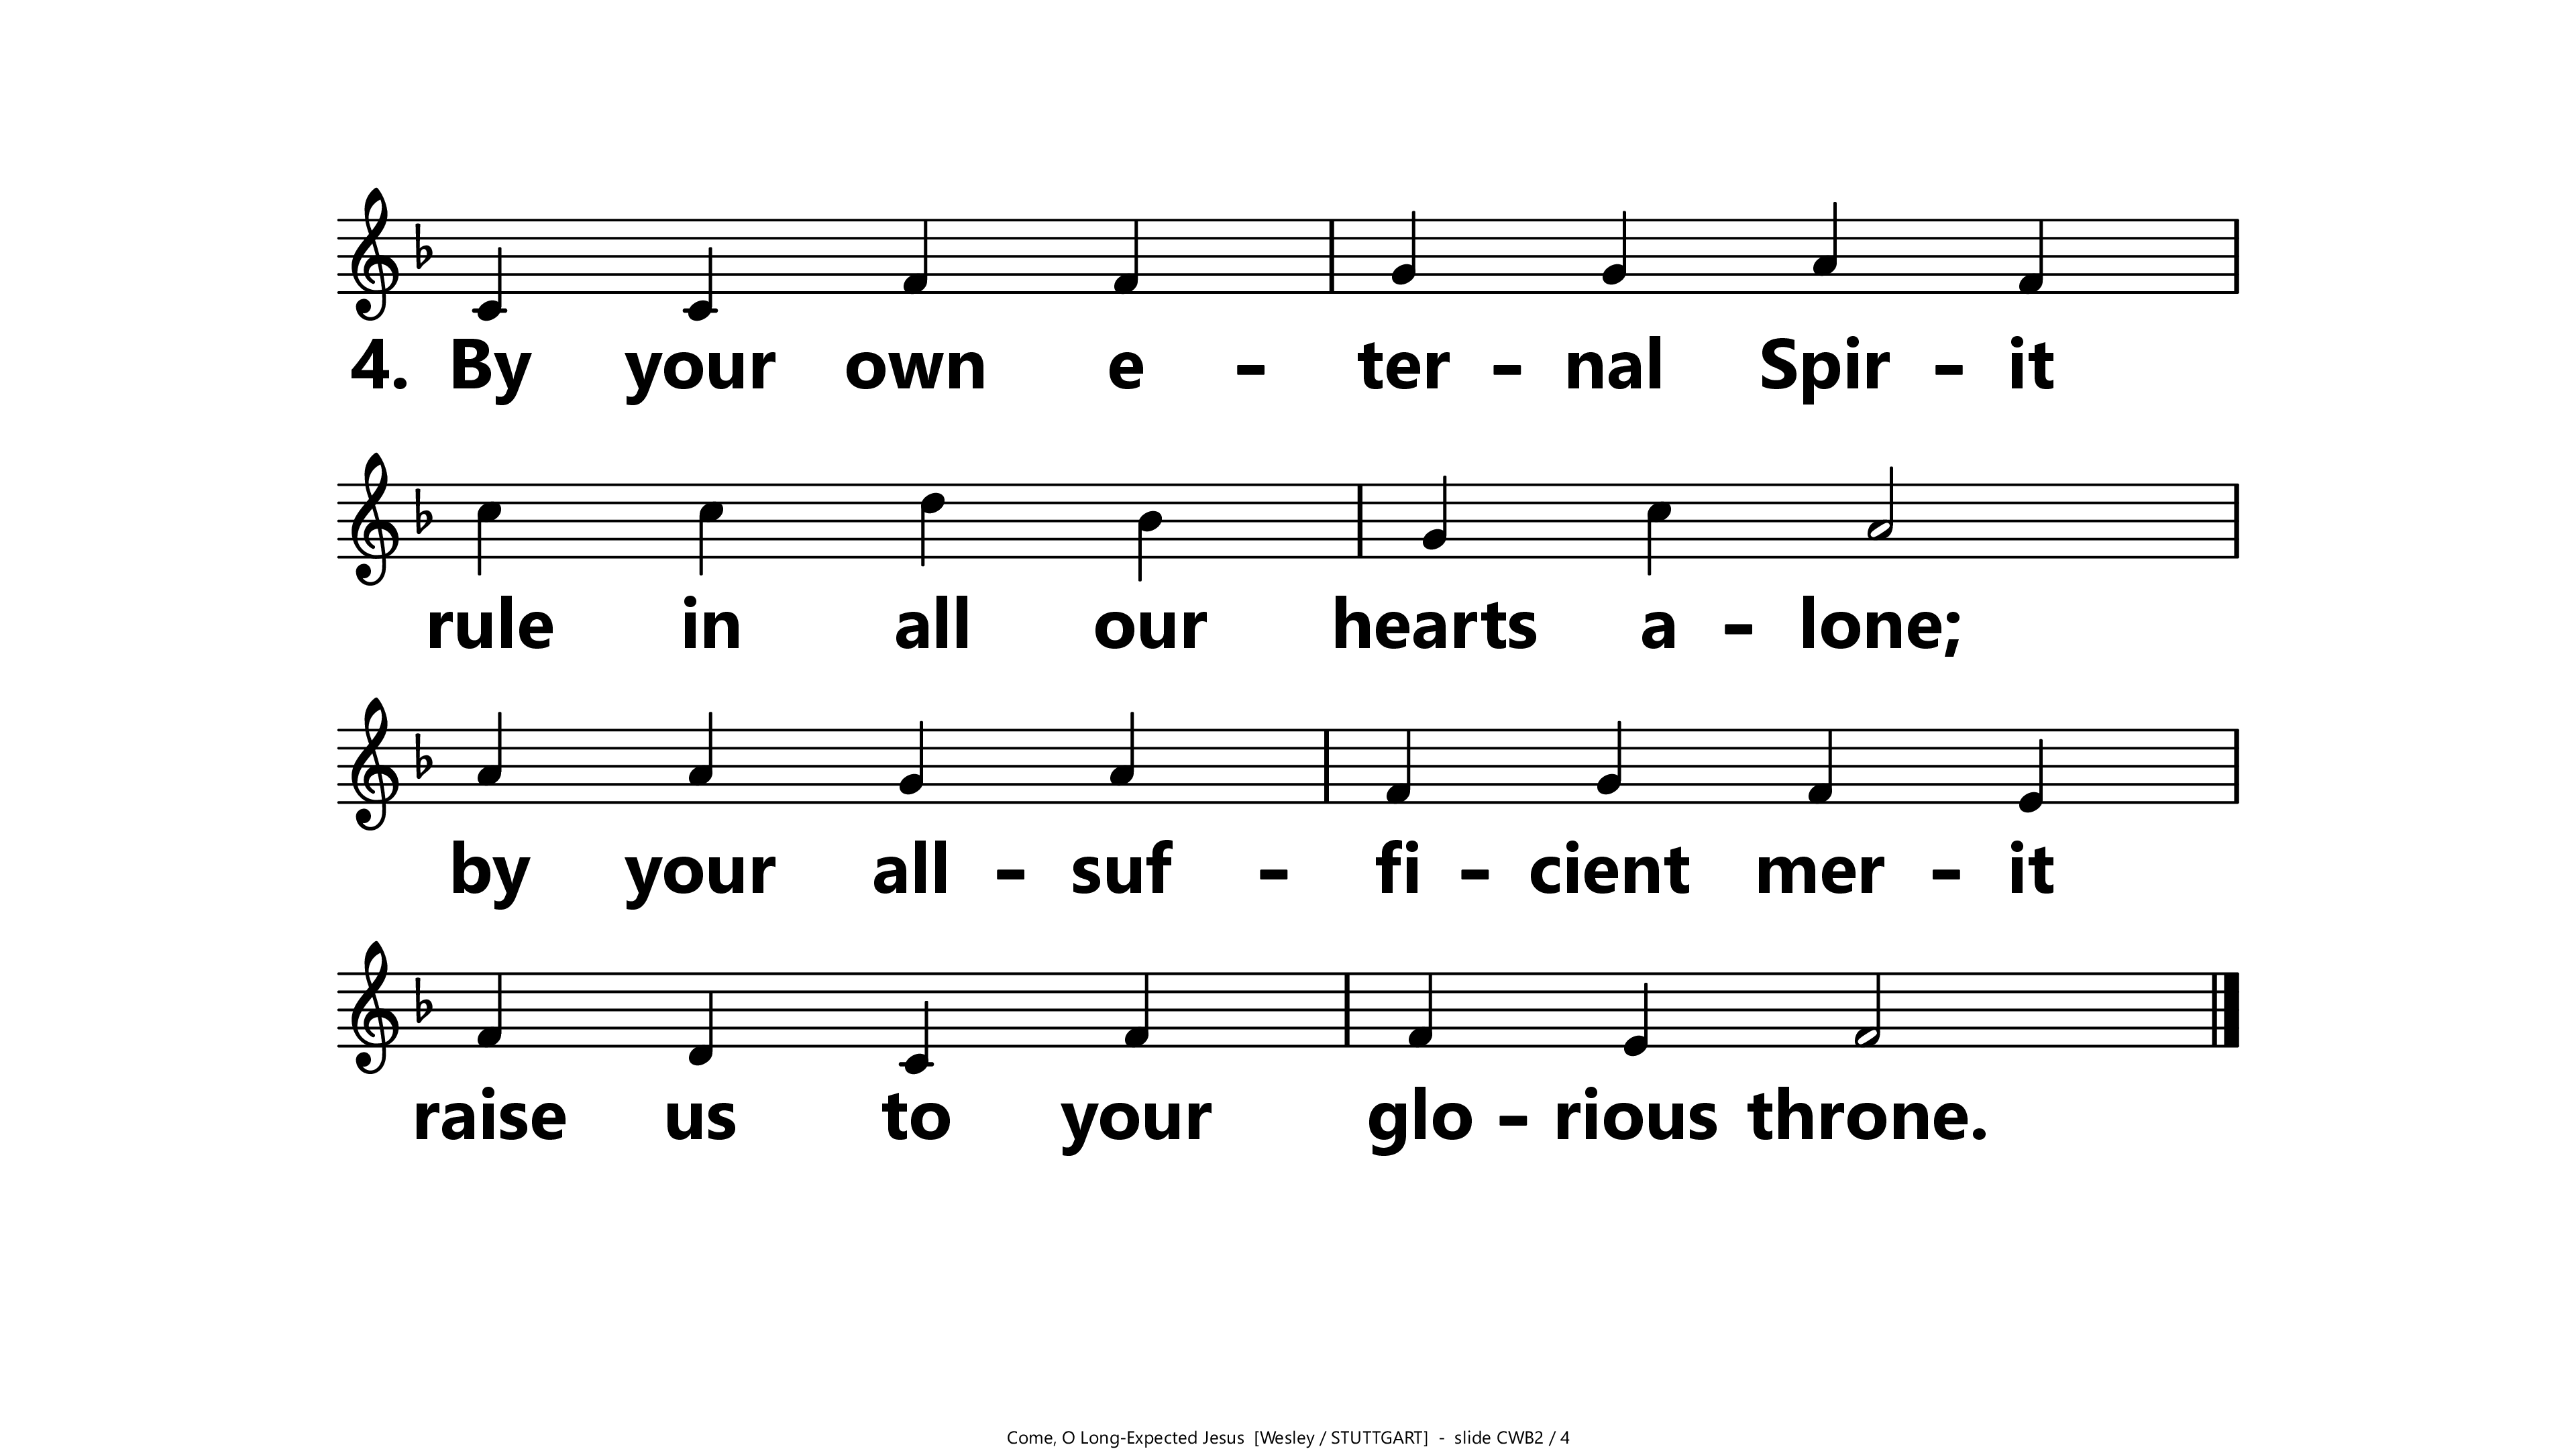 4. By your own e - ter - nal Spir - it
rule in all our hearts a - lone;
by your all - suf - fi - cient mer - it
raise us to your glo - rious throne.
Come, O Long-Expected Jesus [Wesley / STUTTGART] - slide CWB2 / 4